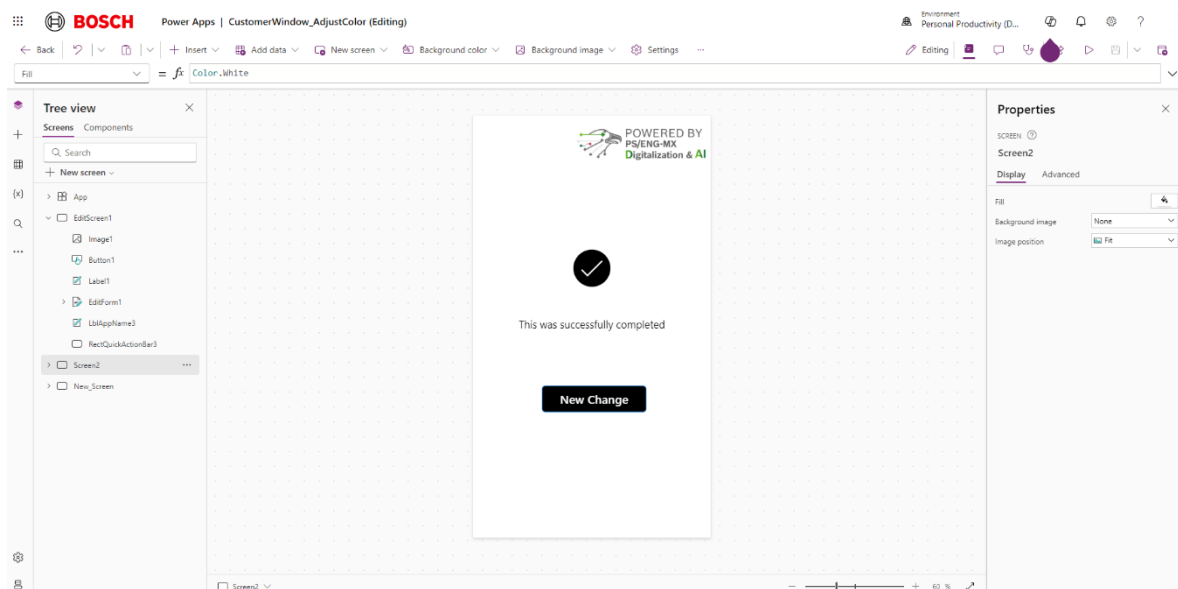 BOSCH
Power Apps | CustomerWindow_AdjustColor (Editing)
Environment
Personal Productivity (D...
?
Back
Insert
Add data
New screen
Background color
Background image
Settings
...
Editing
Fill
= fx Color.White
Tree view
Screens Components
Search
New screen
App
EditScreen1
Image1
Button1
Label1
EditForm1
LblAppName3
RectQuickActionBar3
Screen2
...
New_Screen
POWERED BY
PS/ENG-MX
Digitalization & AI
This was successfully completed
New Change
Properties
SCREEN
Screen2
Display Advanced
Fill
Background image None
Image position Fit
Screen2
60 %